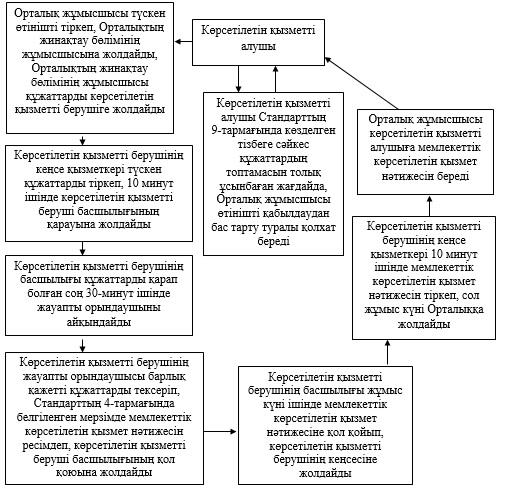 Орталық жұмысшысы түскен
өтінішті тіркеп, Орталықтың
жинақтау бөлімінің
жұмысшысына жолдайды,
Орталықтың жинақтау
бөлімінің жұмысшысы
құжаттарды көрсетілетін
қызметті берушіге жолдайды
Көрсетілетін қызметті
алушы
Көрсетілетін қызметті
алушы Стандарттың
9-тармағында көзделген
тізбеге сәйкес
құжаттардың
топтамасын толық
ұсынбаған жағдайда,
Орталық жұмысшысы
өтінішті қабылдаудан
бас тарту туралы қолхат
береді
Орталық жұмысшысы
көрсетілетін қызметті
алушыға мемлекеттік
көрсетілетін қызмет
нәтижесін береді
Көрсетілетін қызметті берушінің
кеңсе қызметкері түскен
құжаттарды тіркеп, 10 минут
ішінде көрсетілетін қызметті
беруші басшылығының
қарауына жолдайды
Көрсетілетін қызметті
берушінің кеңсе
қызметкері 10 минут
ішінде мемлекеттік
көрсетілетін қызмет
нәтижесін тіркеп, сол
жұмыс күні Орталыққа
жолдайды
Көрсетілетін қызметті берушінің
басшылығы құжаттарды қарап
болған соң 30-минут ішінде
жауапты орындаушыны
айқындайды
Көрсетілетін қызметті берушінің
жауапты орындаушысы барлық
қажетті құжаттарды тексеріп,
Стандарттың 4-тармағында
белгіленген мерзімде мемлекеттік
көрсетілетін қызмет нәтижесін
ресімдеп, көрсетілетін қызметті
беруші басшылығының қол
қоюына жолдайды
Көрсетілетін қызметті
берушінің басшылығы жұмыс
күні ішінде мемлекеттік
көрсетілетін қызмет
нәтижесіне қол қойып,
көрсетілетін қызметті
берушінің кеңсесіне
жолдайды